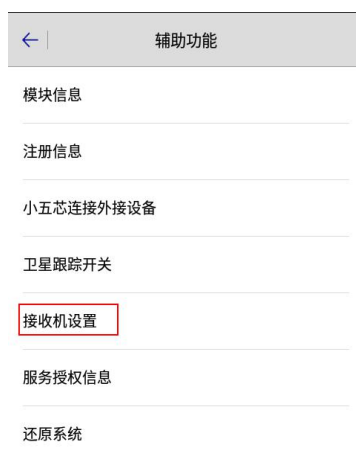 辅助功能
模块信息
注册信息
小五芯连接外接设备
卫星跟踪开关
接收机设置
服务授权信息
还原系统